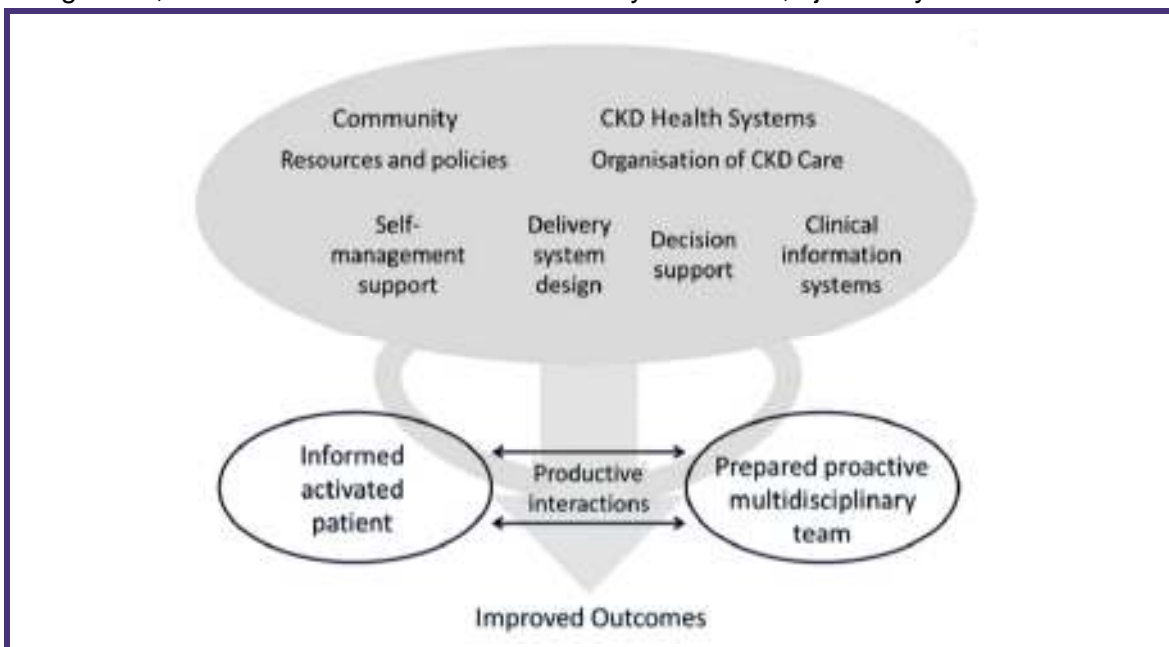 Community
CKD Health Systems
Resources and policies
Organisation of CKD Care
Self-
management
support
Delivery
system
design
Decision
support
Clinical
information
systems
Informed
activated
patient
Productive
interactions
Prepared proactive
multidisciplinary
team
Improved Outcomes